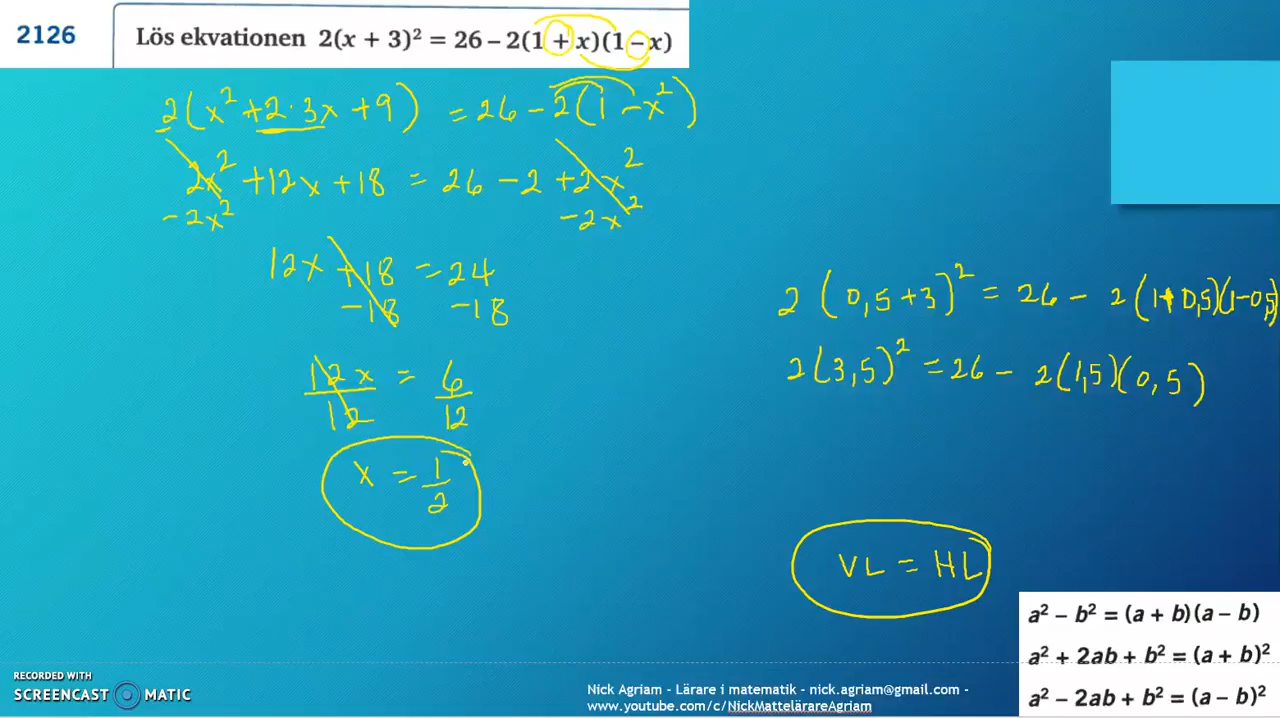 2126 Lös ekvationen 2(x + 3)² = 26 – 2(1 + x)(1 – x)
2(x² + 2·3x + 9) = 26 – 2(1 – x²)
2x² + 12x + 18 = 26 – 2 + 2x²
–2x² –2x²
12x + 18 = 24
–18 –18
12x = 6
12 12
x = 1/2
2(0,5+3)² = 26 – 2(1+0,5)(1–0,5)
2(3,5)² = 26 – 2(1,5)(0,5)
VL = HL
a² – b² = (a + b)(a – b)
a² + 2ab + b² = (a + b)²
a² – 2ab + b² = (a – b)²
RECORDED WITH
SCREENCAST MATIC
Nick Agriam - Lärare i matematik - nick.agriam@gmail.com -
www.youtube.com/c/NickMattelärareAgriam